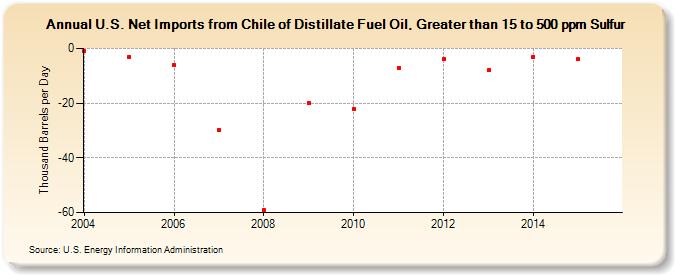 Annual U.S. Net Imports from Chile of Distillate Fuel Oil, Greater than 15 to 500 ppm Sulfur
Thousand Barrels per Day
0
-20
-40
-60
2004 2006 2008 2010 2012 2014
Source: U.S. Energy Information Administration